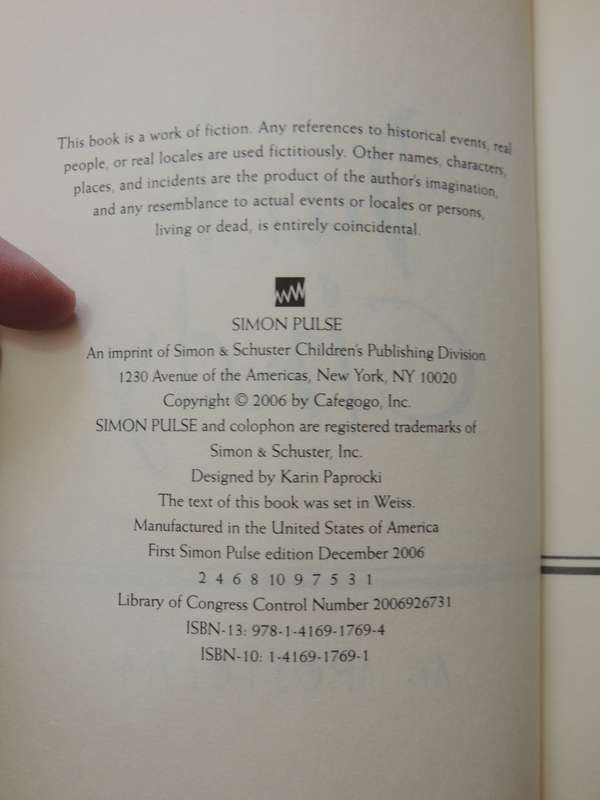 This book is a work of fiction. Any references to historical events, real
people, or real locales are used fictitiously. Other names, characters,
places, and incidents are the product of the author's imagination,
and any resemblance to actual events or locales or persons,
living or dead, is entirely coincidental.
SIMON PULSE
An imprint of Simon & Schuster Children's Publishing Division
1230 Avenue of the Americas, New York, NY 10020
Copyright © 2006 by Cafegogo, Inc.
SIMON PULSE and colophon are registered trademarks of
Simon & Schuster, Inc.
Designed by Karin Paprocki
The text of this book was set in Weiss.
Manufactured in the United States of America
First Simon Pulse edition December 2006
2 4 6 8 10 9 7 5 3 1
Library of Congress Control Number 2006926731
ISBN-13: 978-1-4169-1769-4
ISBN-10: 1-4169-1769-1